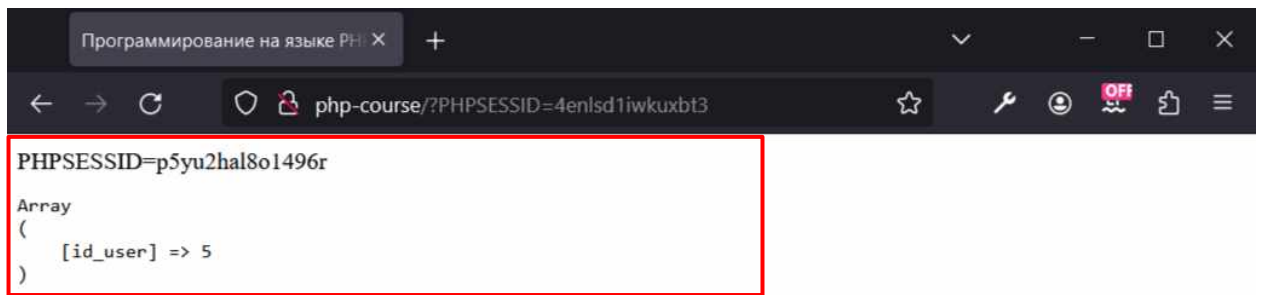 Программирование на языке PH
php-course/?PHPSESSID=4enlsd1iwkuxbt3
OFF
PHPSESSID=p5yu2hal8o1496r
Array
(
[id_user] => 5
)